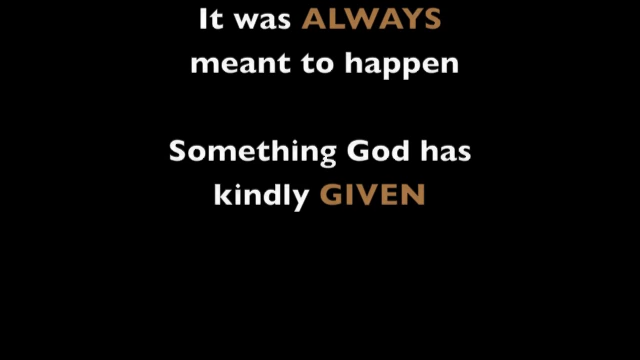 It was ALWAYS
meant to happen
Something God has
kindly GIVEN